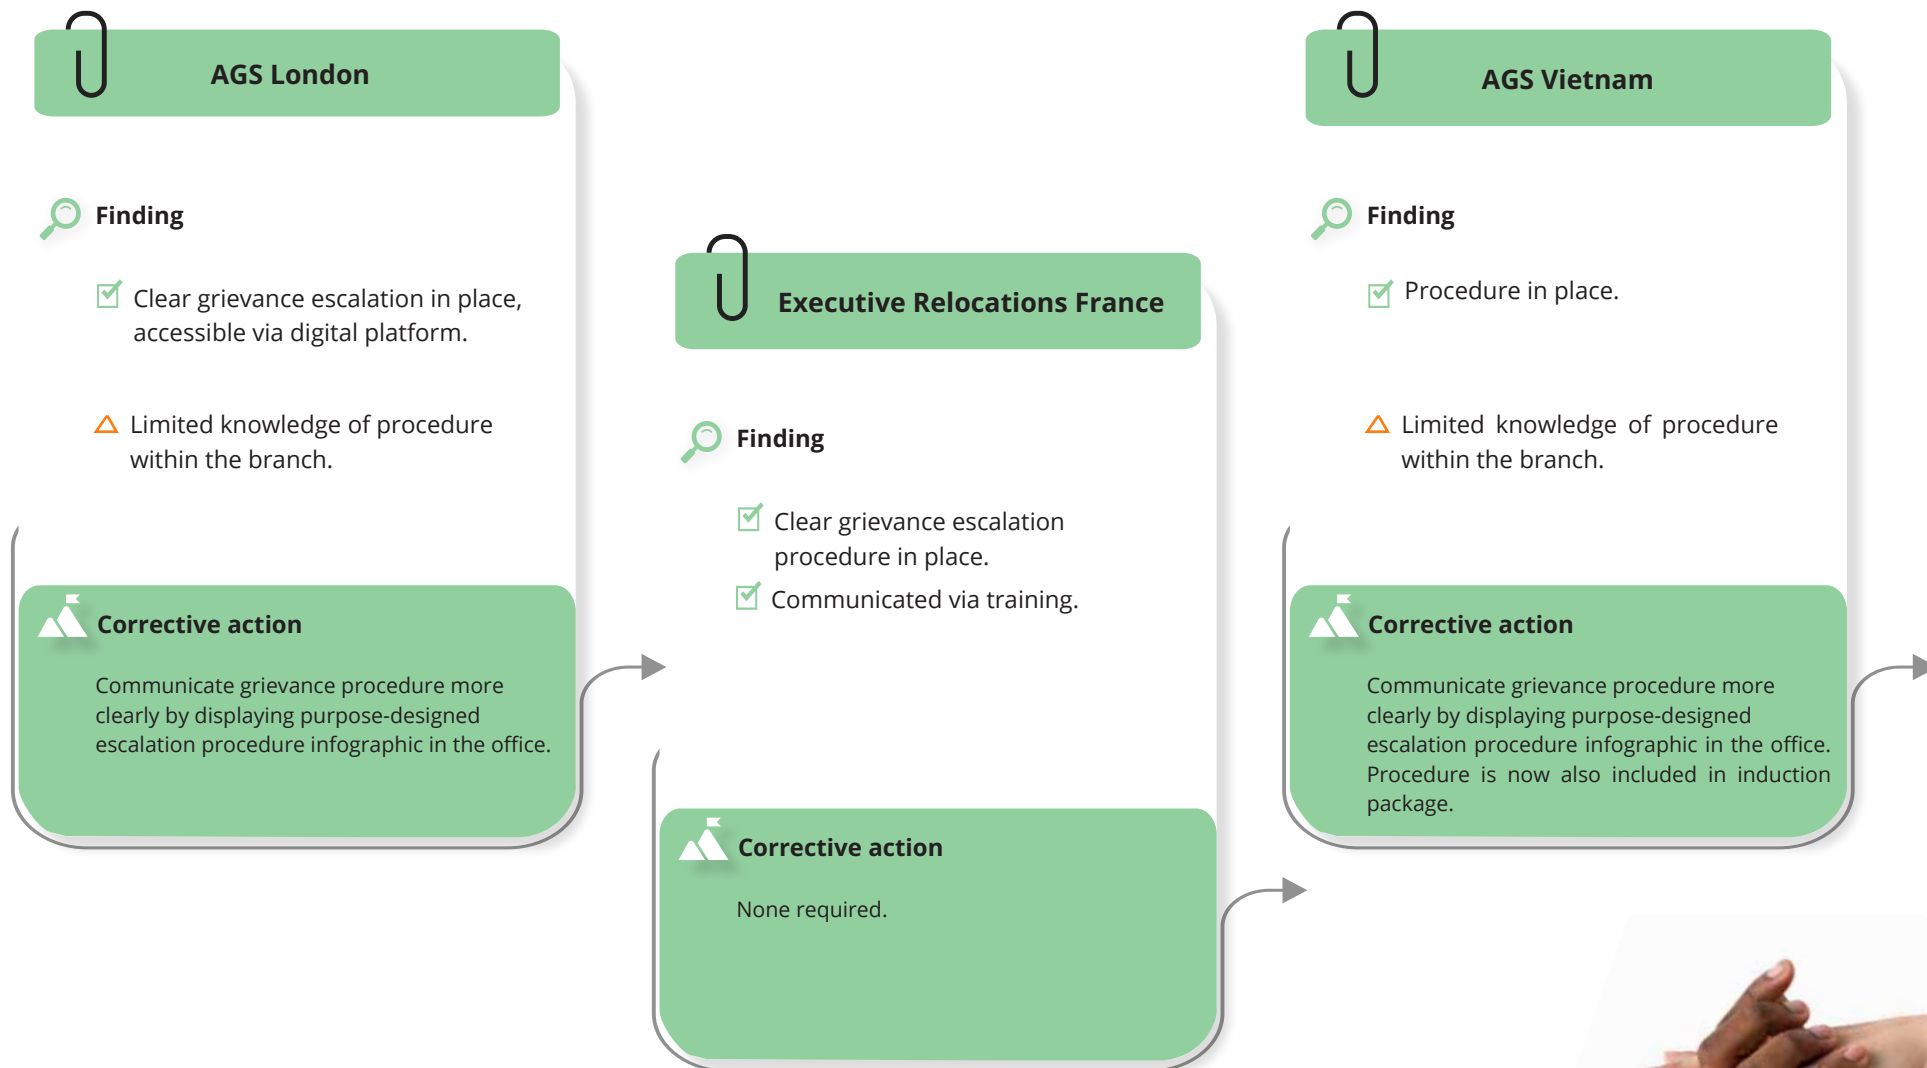 AGS London
Finding
Clear grievance escalation in place,
accessible via digital platform.
Limited knowledge of procedure
within the branch.
Corrective action
Communicate grievance procedure more
clearly by displaying purpose-designed
escalation procedure infographic in the office.
Executive Relocations France
Finding
Clear grievance escalation
procedure in place.
Communicated via training.
Corrective action
None required.
AGS Vietnam
Finding
Procedure in place.
Limited knowledge of procedure
within the branch.
Corrective action
Communicate grievance procedure more
clearly by displaying purpose-designed
escalation procedure infographic in the office.
Procedure is now also included in induction
package.